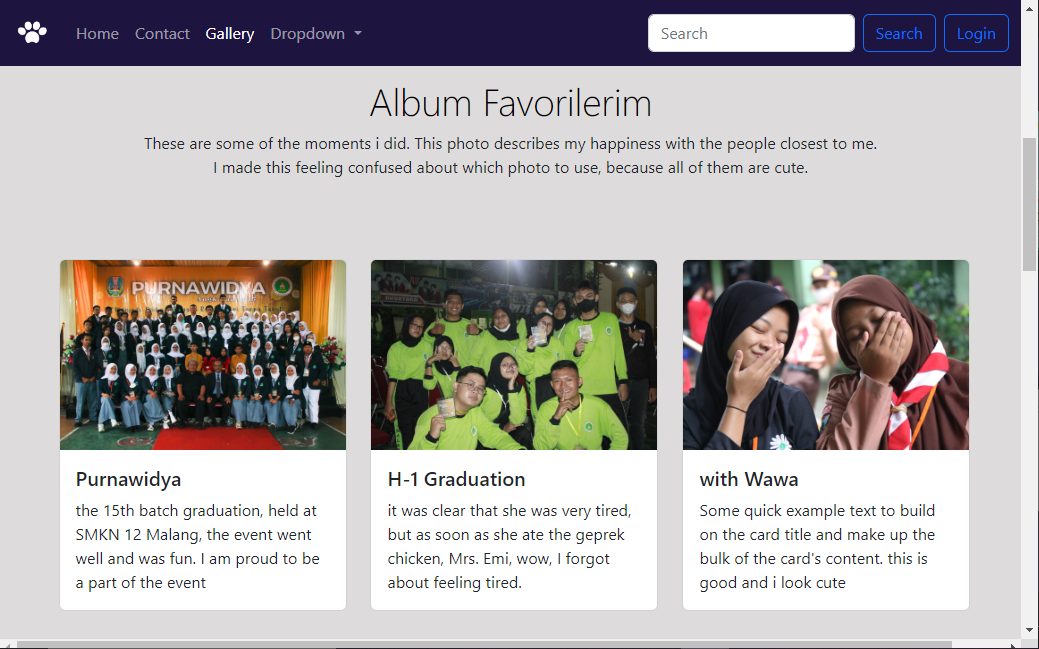 Home Contact Gallery Dropdown Search Search Login
Album Favorilerim
These are some of the moments i did. This photo describes my happiness with the people closest to me.
I made this feeling confused about which photo to use, because all of them are cute.
PURNAWIDYA
Purnawidya
the 15th batch graduation, held at
SMKN 12 Malang, the event went
well and was fun. I am proud to be
a part of the event
H-1 Graduation
it was clear that she was very tired,
but as soon as she ate the geprek
chicken, Mrs. Emi, wow, I forgot
about feeling tired.
with Wawa
Some quick example text to build
on the card title and make up the
bulk of the card's content. this is
good and i look cute